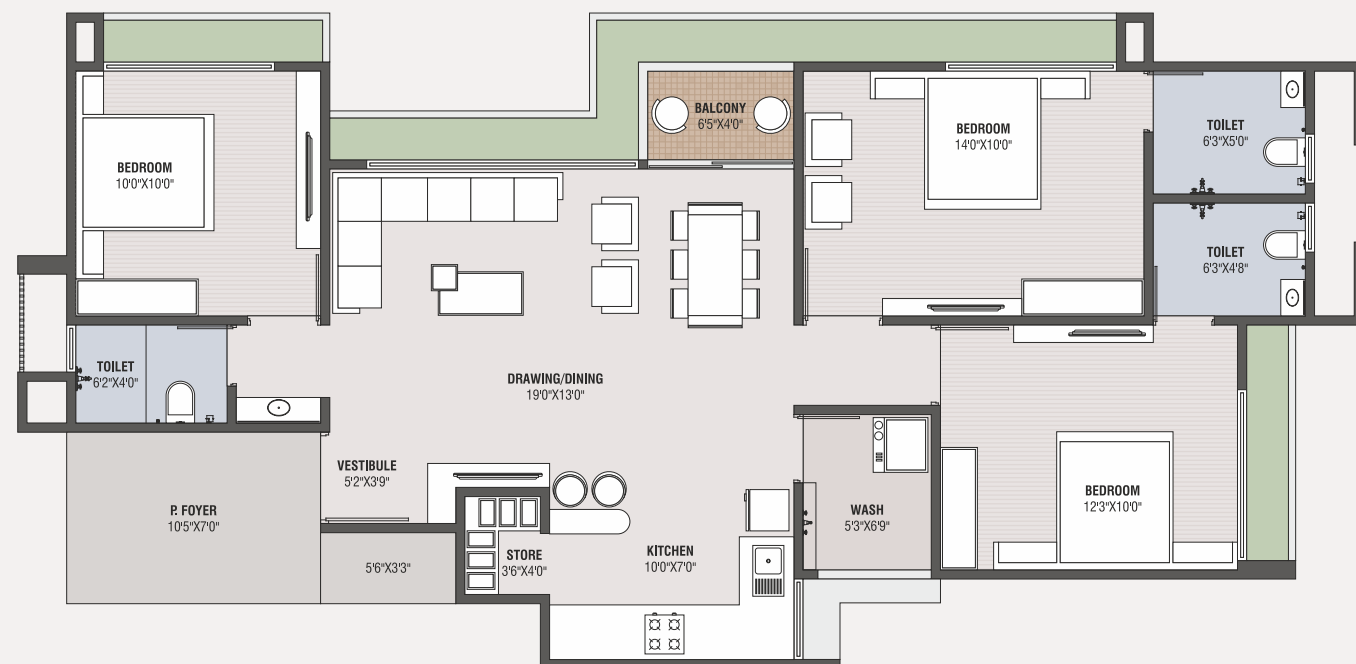 BALCONY
6'5"X4'0"
BEDROOM
10'0"X10'0"
BEDROOM
14'0"X10'0"
TOILET
6'3"X5'0"
TOILET
6'3"X4'8"
TOILET
6'2"X4'0"
DRAWING/DINING
19'0"X13'0"
VESTIBULE
5'2"X3'9"
P. FOYER
10'5"X7'0"
5'6"X3'3"
STORE
3'6"X4'0"
KITCHEN
10'0"X7'0"
WASH
5'3"X6'9"
BEDROOM
12'3"X10'0"